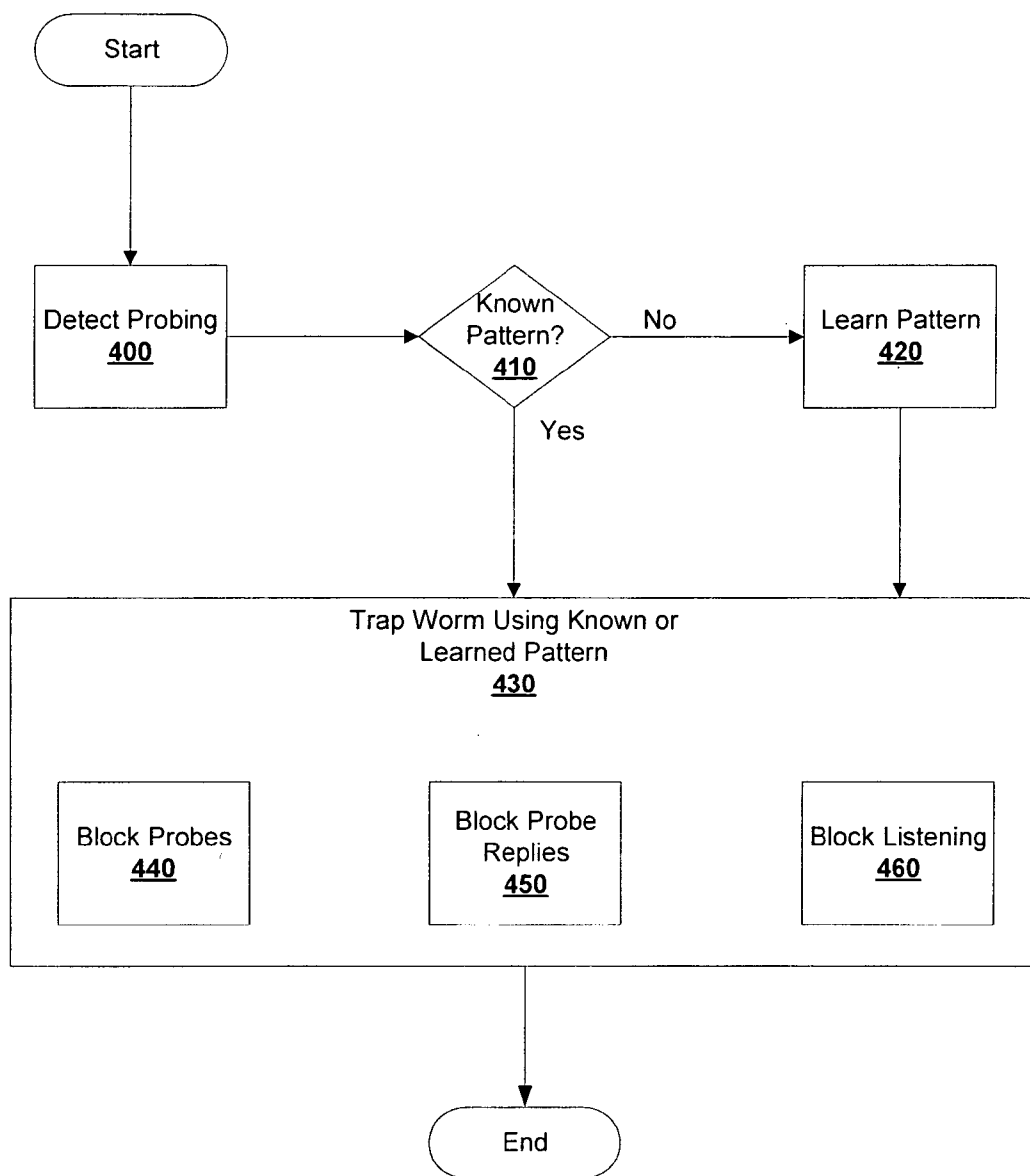 Start
Detect Probing
400
Known
Pattern?
410
No
Learn Pattern
420
Yes
Trap Worm Using Known or
Learned Pattern
430
Block Probes
440
Block Probe
Replies
450
Block Listening
460
End